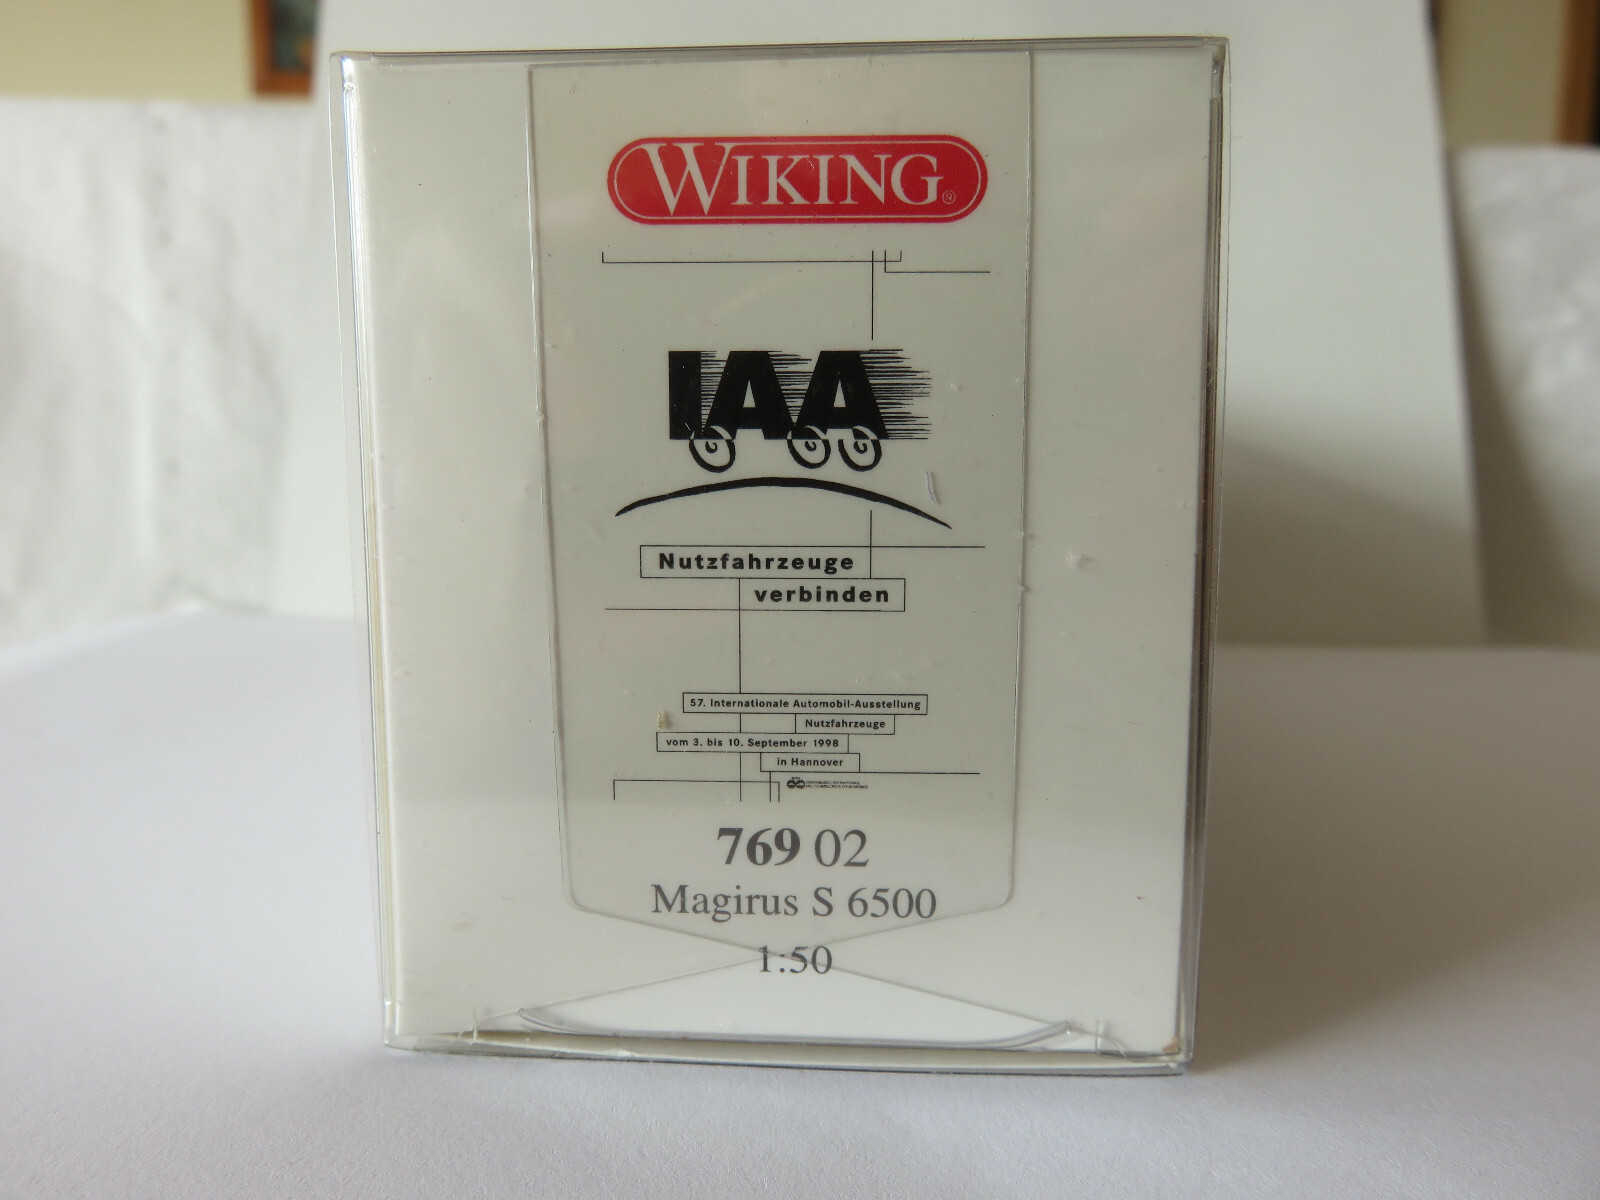 WIKING®
IAA
Nutzfahrzeuge
verbinden
57. Internationale Automobil-Ausstellung
Nutzfahrzeuge
vom 3. bis 10. September 1998
in Hannover
769 02
Magirus S 6500
1:50